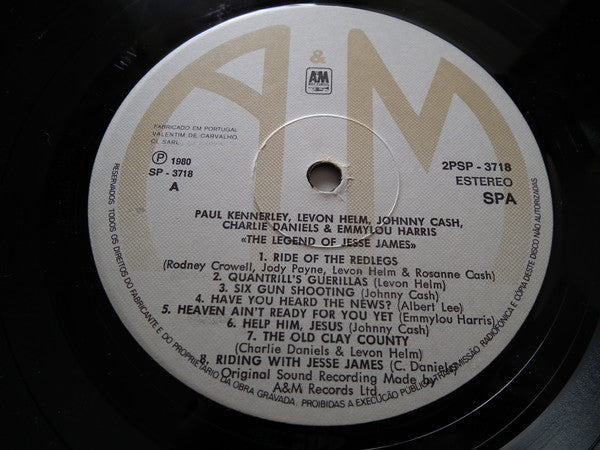 &
A&M
RECORDS
A M
FABRICADO EM PORTUGAL
VALENTIM DE CARVALHO
CI SARL.
Ⓟ 1980
SP - 3718
A
2PSP - 3718
ESTEREO
SPA
PAUL KENNERLEY, LEVON HELM, JOHNNY CASH,
CHARLIE DANIELS & EMMYLOU HARRIS
«THE LEGEND OF JESSE JAMES»
1. RIDE OF THE REDLEGS
(Rodney Crowell, Jody Payne, Levon Helm & Rosanne Cash)
2. QUANTRILL'S GUERILLAS (Levon Helm)
3. SIX GUN SHOOTING (Johnny Cash)
4. HAVE YOU HEARD THE NEWS? (Albert Lee)
5. HEAVEN AIN'T READY FOR YOU YET (Emmylou Harris)
6. HELP HIM, JESUS (Johnny Cash)
7. THE OLD CLAY COUNTY
(Charlie Daniels & Levon Helm)
8. RIDING WITH JESSE JAMES (C. Daniels)
Original Sound Recording Made by
A&M Records Ltd.
RESERVADOS TODOS OS DIREITOS DO FABRICANTE E DO PROPRIETÁRIO DA OBRA GRAVADA. PROIBIDAS A EXECUÇÃO PÚBLICA, TRANSMISSÃO RADIOFÓNICA E CÓPIA DESTE DISCO NÃO AUTORIZADAS